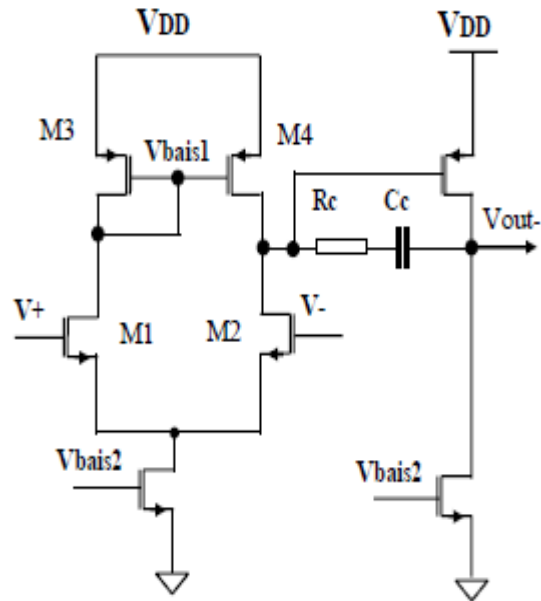 VDD
VDD
M3
Vbais1
M4
Rc
Cc
Vout-
V+
M1
M2
V-
Vbais2
Vbais2